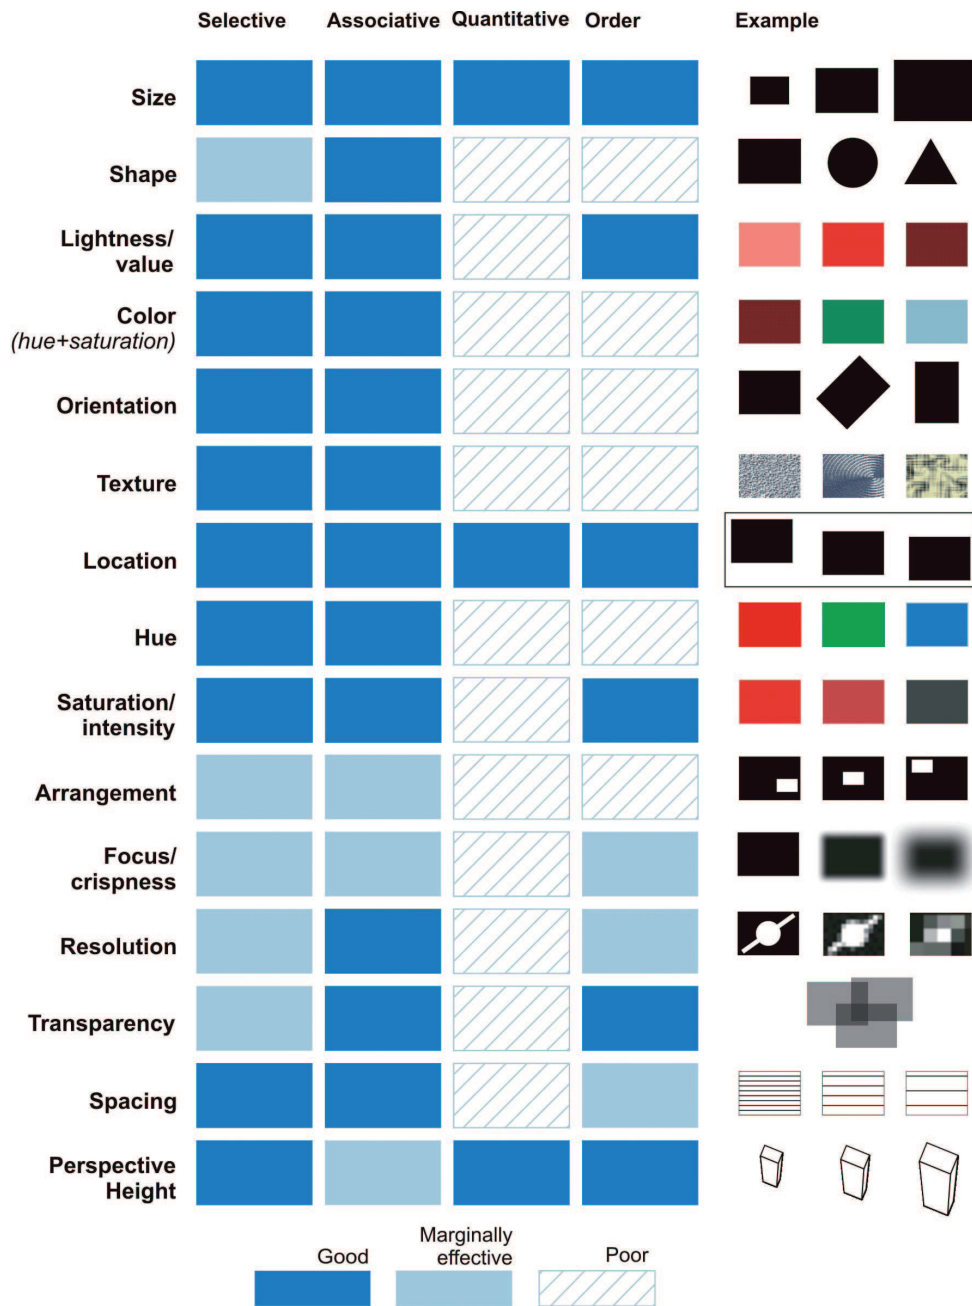 Selective Associative Quantitative Order Example
Size
Shape
Lightness/
value
Color
(hue+saturation)
Orientation
Texture
Location
Hue
Saturation/
intensity
Arrangement
Focus/
crispness
Resolution
Transparency
Spacing
Perspective
Height
Good
Marginally
effective
Poor